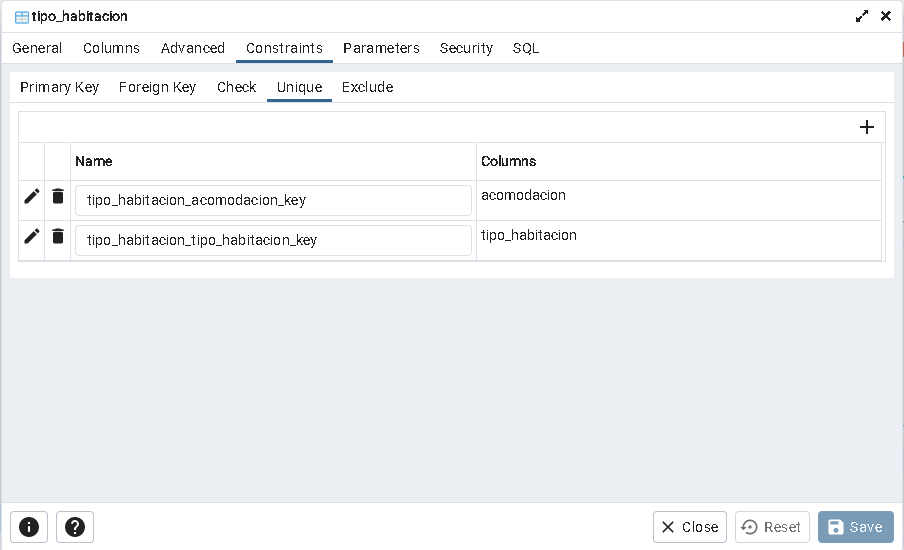 tipo_habitacion
General Columns Advanced Constraints Parameters Security SQL
Primary Key Foreign Key Check Unique Exclude
Name Columns
tipo_habitacion_acomodacion_key acomodacion
tipo_habitacion_tipo_habitacion_key tipo_habitacion
Close Reset Save